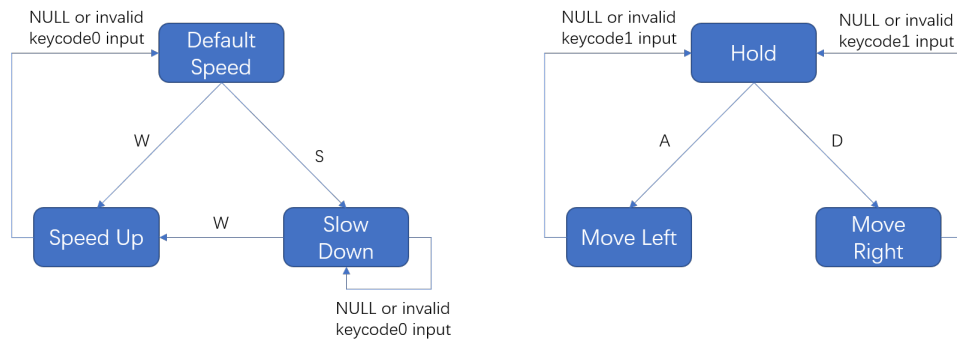 NULL or invalid
keycode0 input
Default
Speed
W
S
Speed Up
W
Slow
Down
NULL or invalid
keycode0 input
NULL or invalid
keycode1 input
Hold
NULL or invalid
keycode1 input
A
D
Move Left
Move
Right